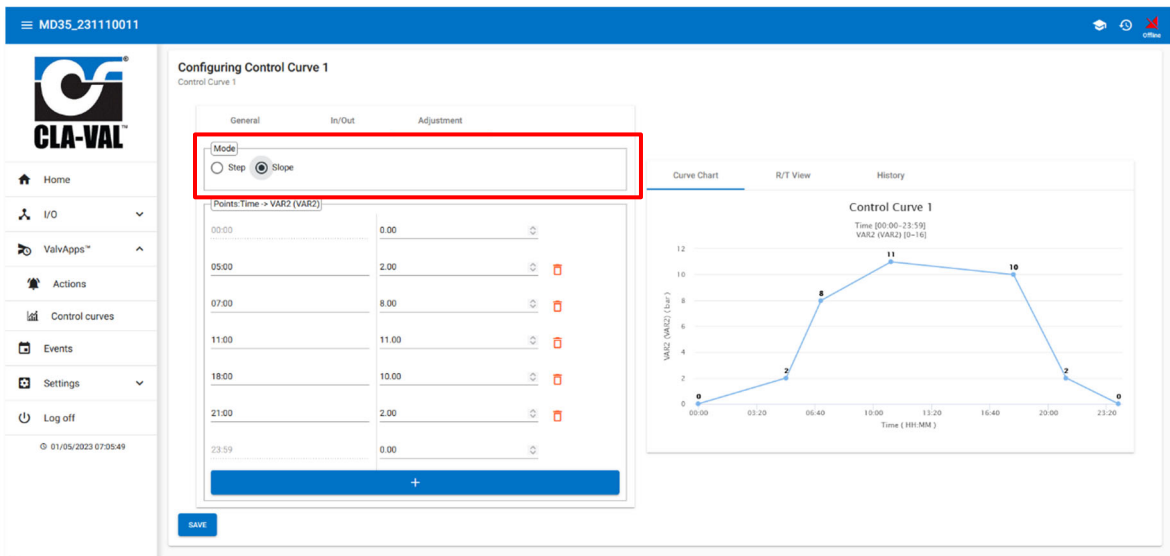 MD35_231110011
Offline
CLA-VAL™
Home
I/O
ValvApps™
Actions
Control curves
Events
Settings
Log off
01/05/2023 07:05:49
Configuring Control Curve 1
Control Curve 1
General In/Out Adjustment
Mode
Step Slope
Points:Time -> VAR2 (VAR2)
00:00 0.00
05:00 2.00
07:00 8.00
11:00 11.00
18:00 10.00
21:00 2.00
23:59 0.00
+
SAVE
Curve Chart R/T View History
Control Curve 1
Time [00:00-23:59]
VAR2 (VAR2) [0-16]
VAR2 (VAR2) ( bar )
12
10
8
6
4
2
0
0
2
8
11
10
2
0
00:00 03:20 06:40 10:00 13:20 16:40 20:00 23:20
Time ( HH:MM )